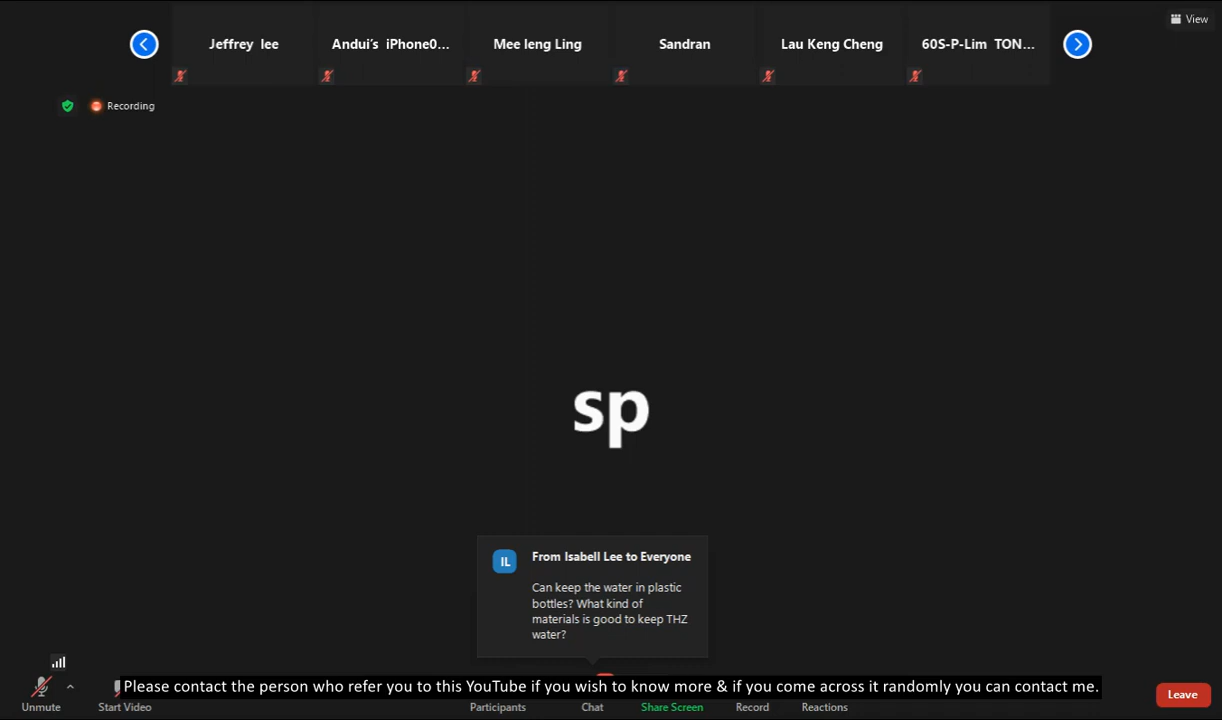 View
Jeffrey lee
Andui's iPhone0...
Mee leng Ling
Sandran
Lau Keng Cheng
60S-P-Lim TON...
Recording
sp
IL
From Isabell Lee to Everyone
Can keep the water in plastic
bottles? What kind of
materials is good to keep THZ
water?
Please contact the person who refer you to this YouTube if you wish to know more & if you come across it randomly you can contact me.
Unmute
Start Video
Participants
Chat
Share Screen
Record
Reactions
Leave